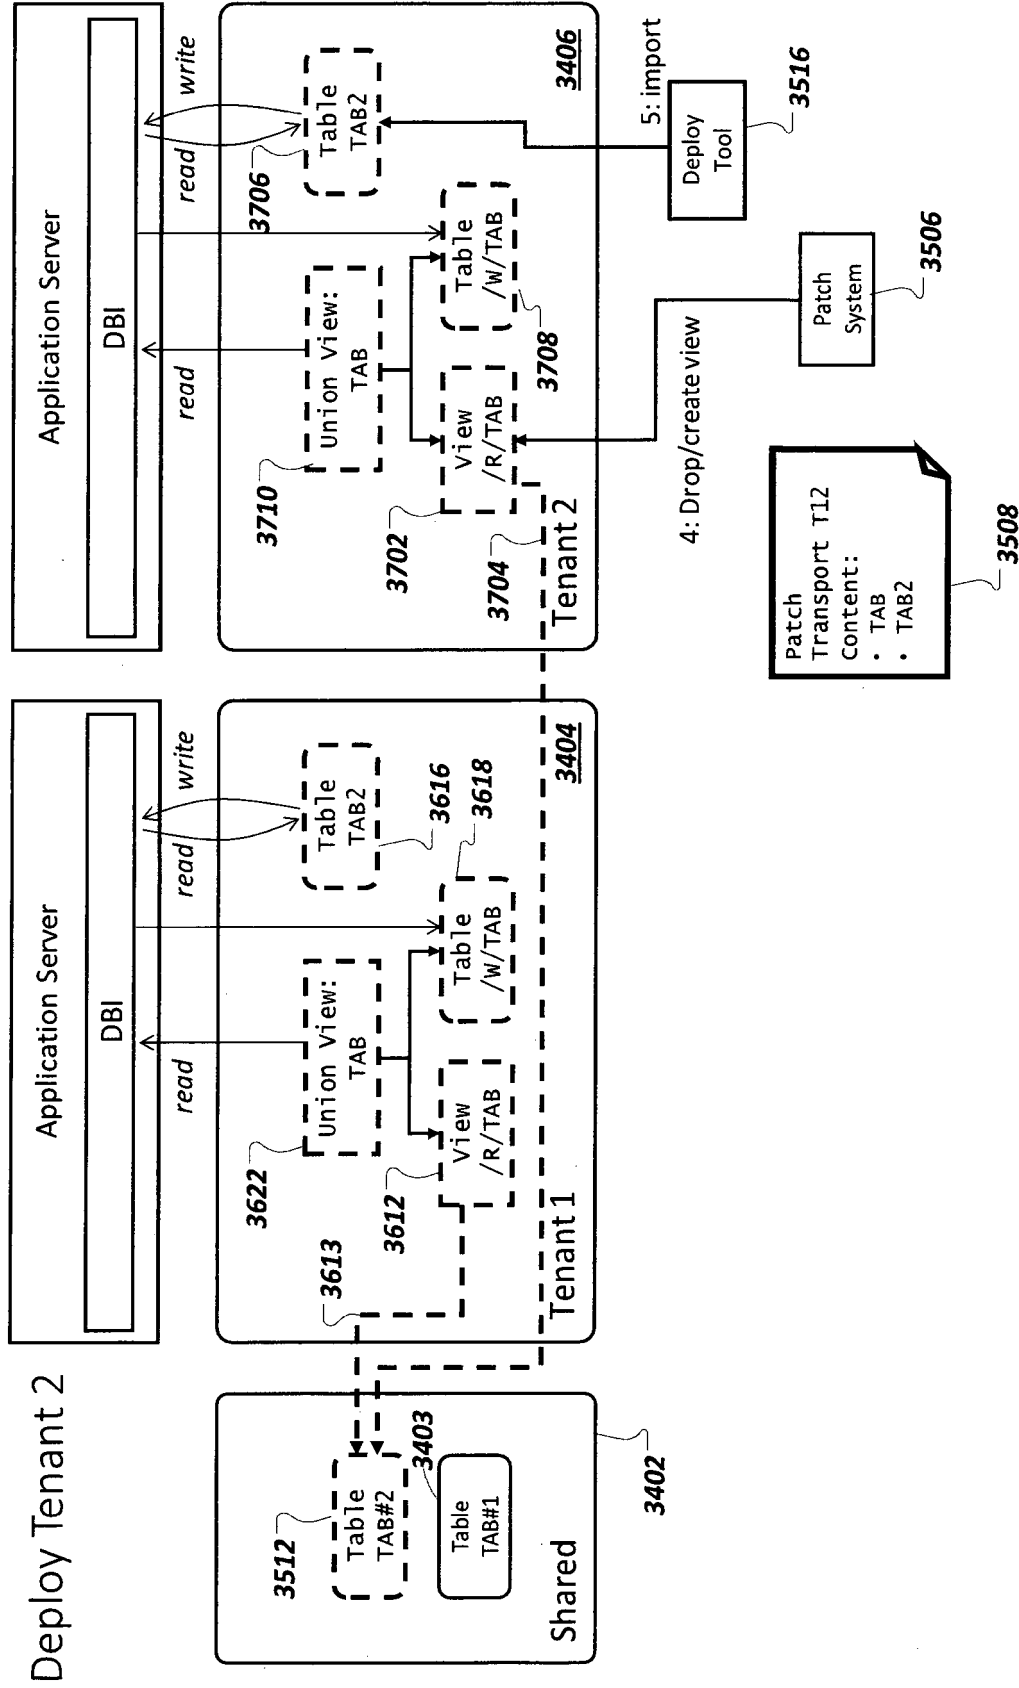 Deploy Tenant 2
Application Server
DBI
read
read
write
3622
Union View:
TAB
Table
TAB2
3616
3613
3612
View
/R/TAB
Table
/W/TAB
3618
Tenant 1
3404
Application Server
DBI
read
read
write
3710
Union View:
TAB
3706
Table
TAB2
3702
View
/R/TAB
Table
/W/TAB
3708
3704
Tenant 2
3406
3512
Table
TAB#2
3403
Table
TAB#1
Shared
3402
4: Drop/create view
5: import
Deploy
Tool
3516
Patch
System
3506
Patch
Transport T12
Content:
• TAB
• TAB2
3508